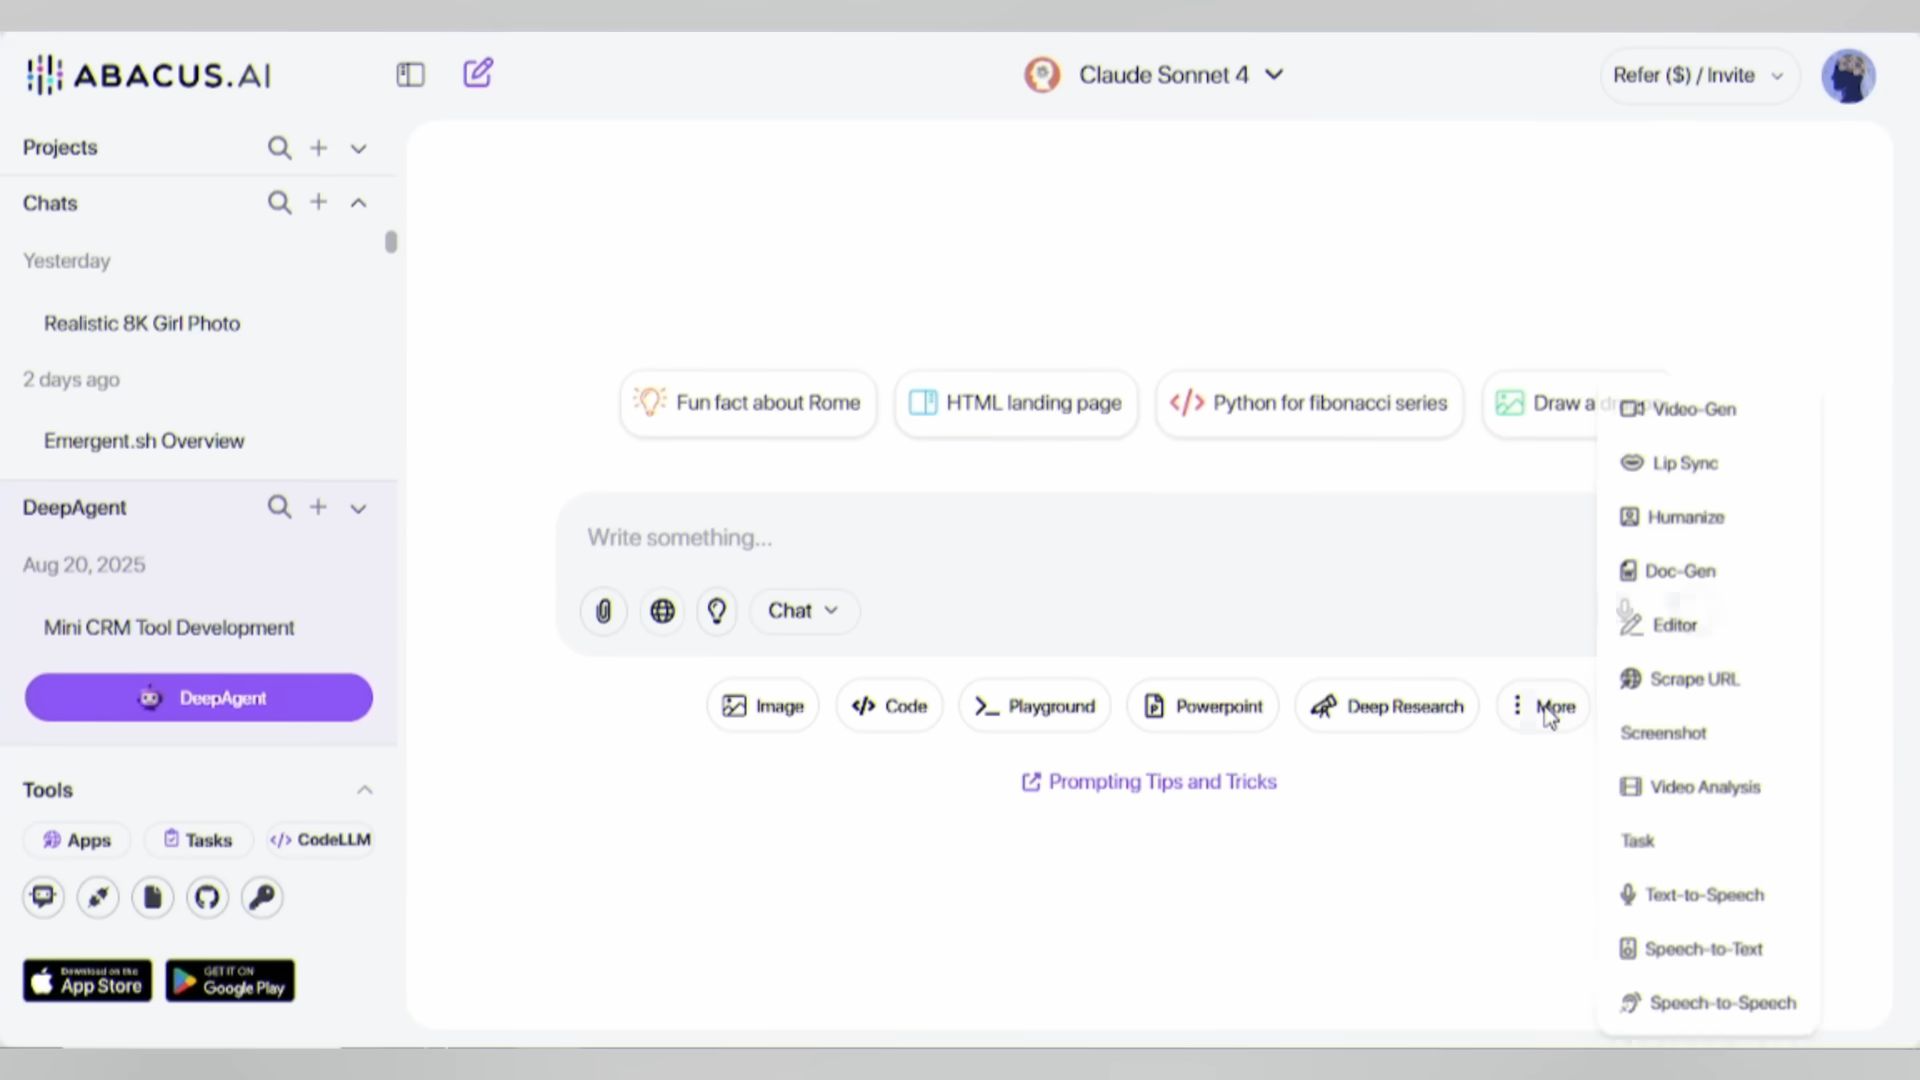 ABACUS.AI
Claude Sonnet 4
Refer ($) / Invite
Projects
Chats
Yesterday
Realistic 8K Girl Photo
2 days ago
Emergent.sh Overview
DeepAgent
Aug 20, 2025
Mini CRM Tool Development
DeepAgent
Tools
Apps
Tasks
</> CodeLLM
Download on the
App Store
GET IT ON
Google Play
Fun fact about Rome
HTML landing page
</> Python for fibonacci series
Draw a
Write something...
Chat
Image
</> Code
Playground
Powerpoint
Deep Research
More
Prompting Tips and Tricks
Video-Gen
Lip Sync
Humanize
Doc-Gen
Editor
Scrape URL
Screenshot
Video Analysis
Task
Text-to-Speech
Speech-to-Text
Speech-to-Speech